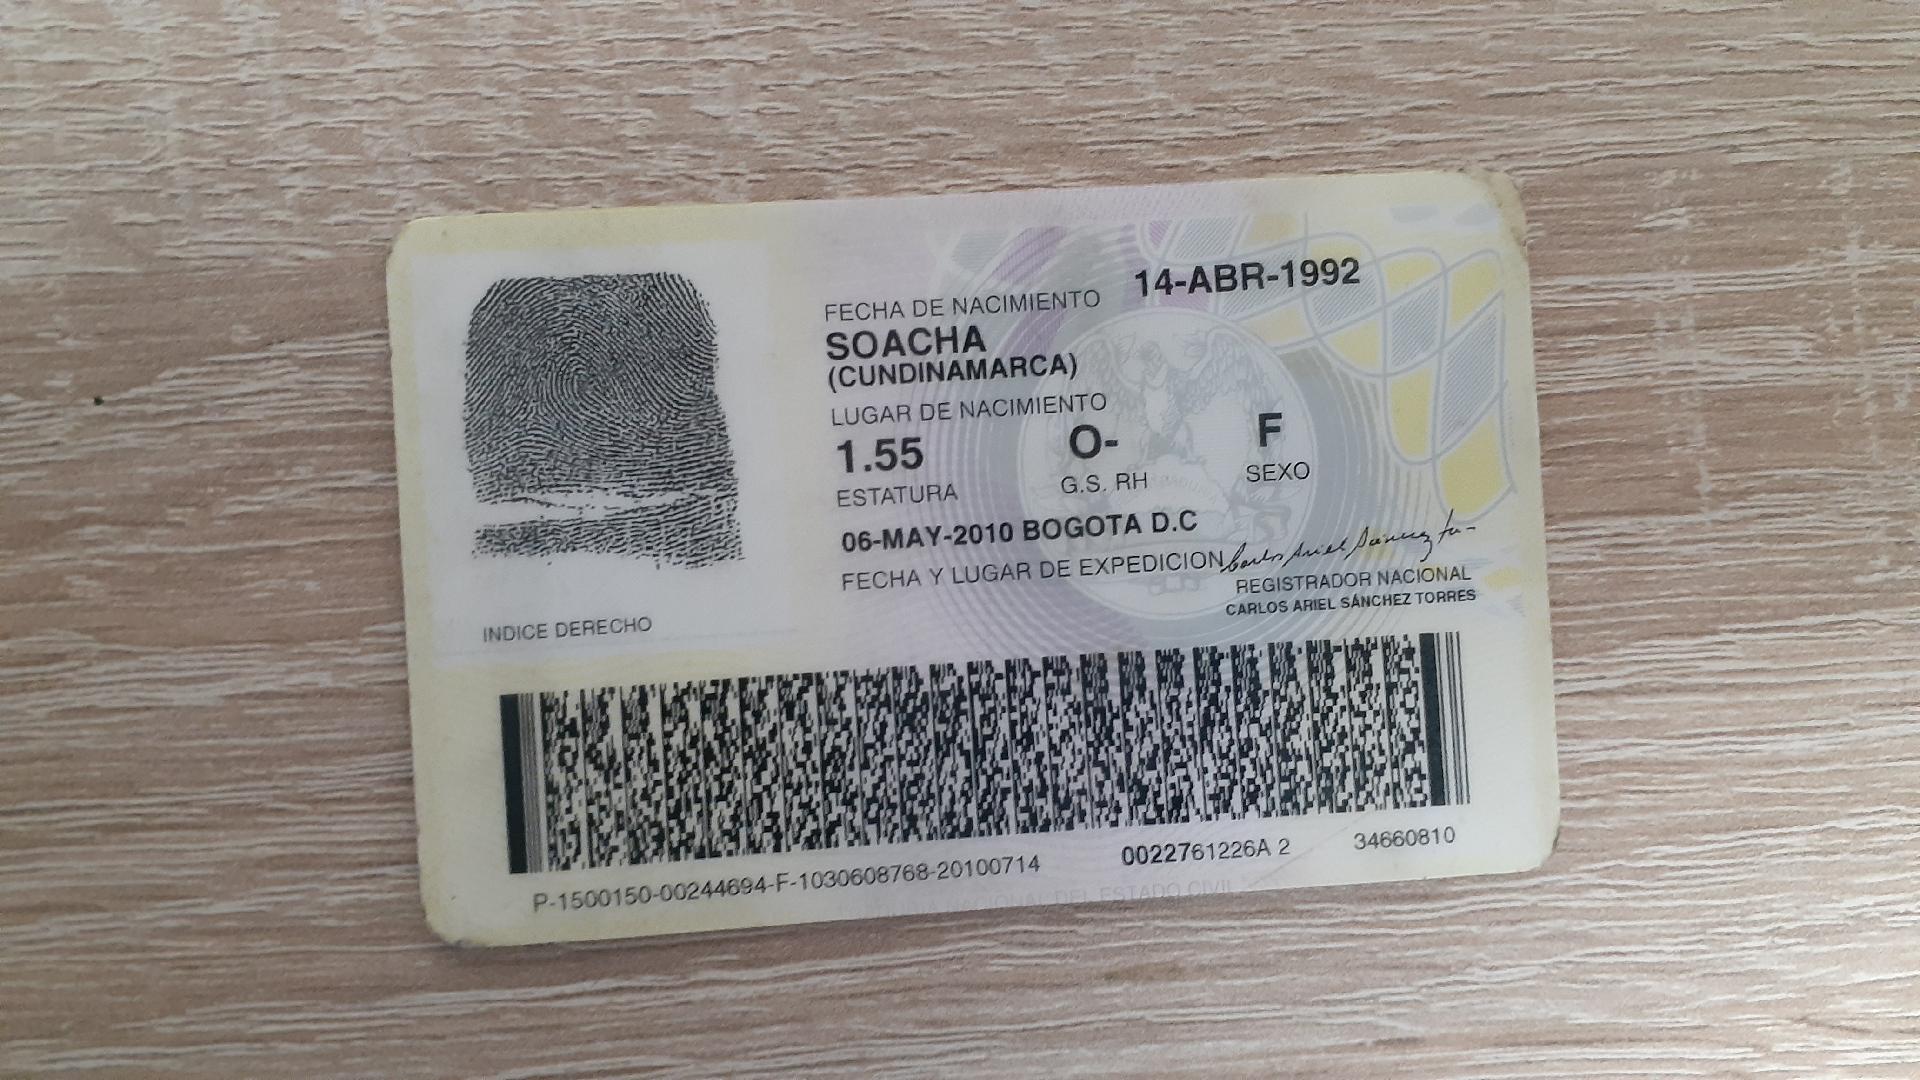 14-ABR-1992
FECHA DE NACIMIENTO
SOACHA
(CUNDINAMARCA)
LUGAR DE NACIMIENTO
1.55 O- F
ESTATURA G.S. RH SEXO
06-MAY-2010 BOGOTA D.C
FECHA Y LUGAR DE EXPEDICION
Carlos Ariel Sánchez
REGISTRADOR NACIONAL
CARLOS ARIEL SÁNCHEZ TORRES
INDICE DERECHO
P-1500150-00244694-F-1030608768-20100714 0022761226A 2 34660810
NACIONAL DEL ESTADO CIVIL